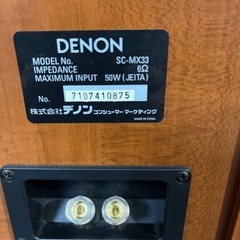 DENON
MODEL No. SC-MX33
IMPEDANCE 6Ω
MAXIMUM INPUT 50W (JEITA)
No. 7107410875
株式会社デノン コンシューマー マーケティング
MADE IN CHINA